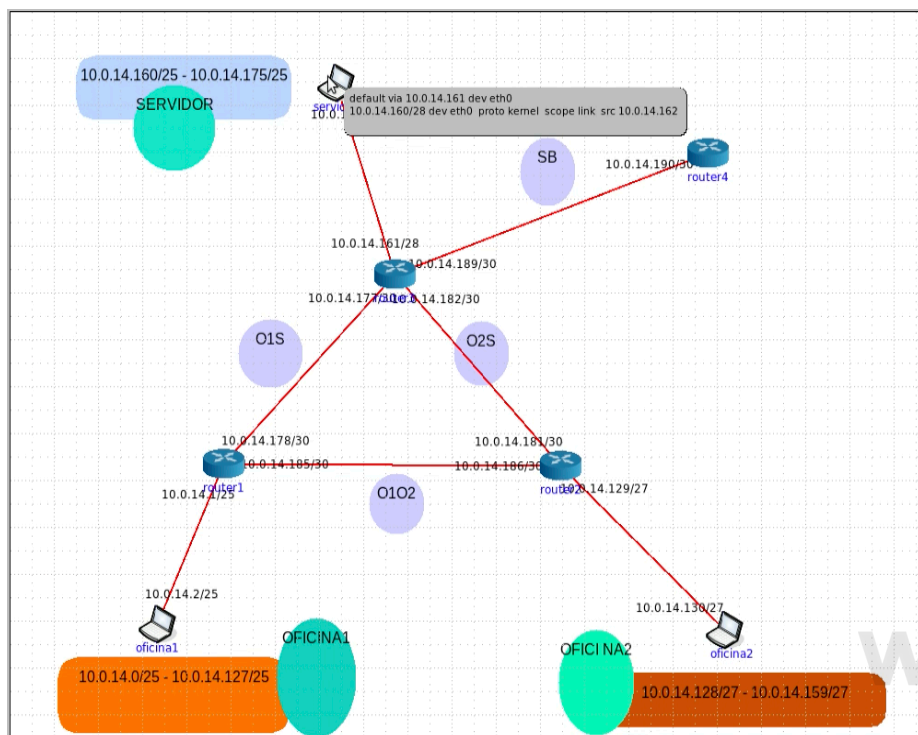 10.0.14.160/25 - 10.0.14.175/25
SERVIDOR
default via 10.0.14.161 dev eth0
10.0.14.160/28 dev eth0 proto kernel scope link src 10.0.14.162
SB
10.0.14.190/30
router4
10.0.14.161/28
10.0.14.189/30
10.0.14.177/30
10.0.14.182/30
O1S
O2S
10.0.14.178/30
10.0.14.181/30
10.0.14.185/30
10.0.14.186/30
router1
router2
10.0.14.1/25
10.0.14.129/27
O1O2
10.0.14.2/25
10.0.14.130/27
oficina1
oficina2
OFICINA1
OFICI NA2
10.0.14.0/25 - 10.0.14.127/25
10.0.14.128/27 - 10.0.14.159/27